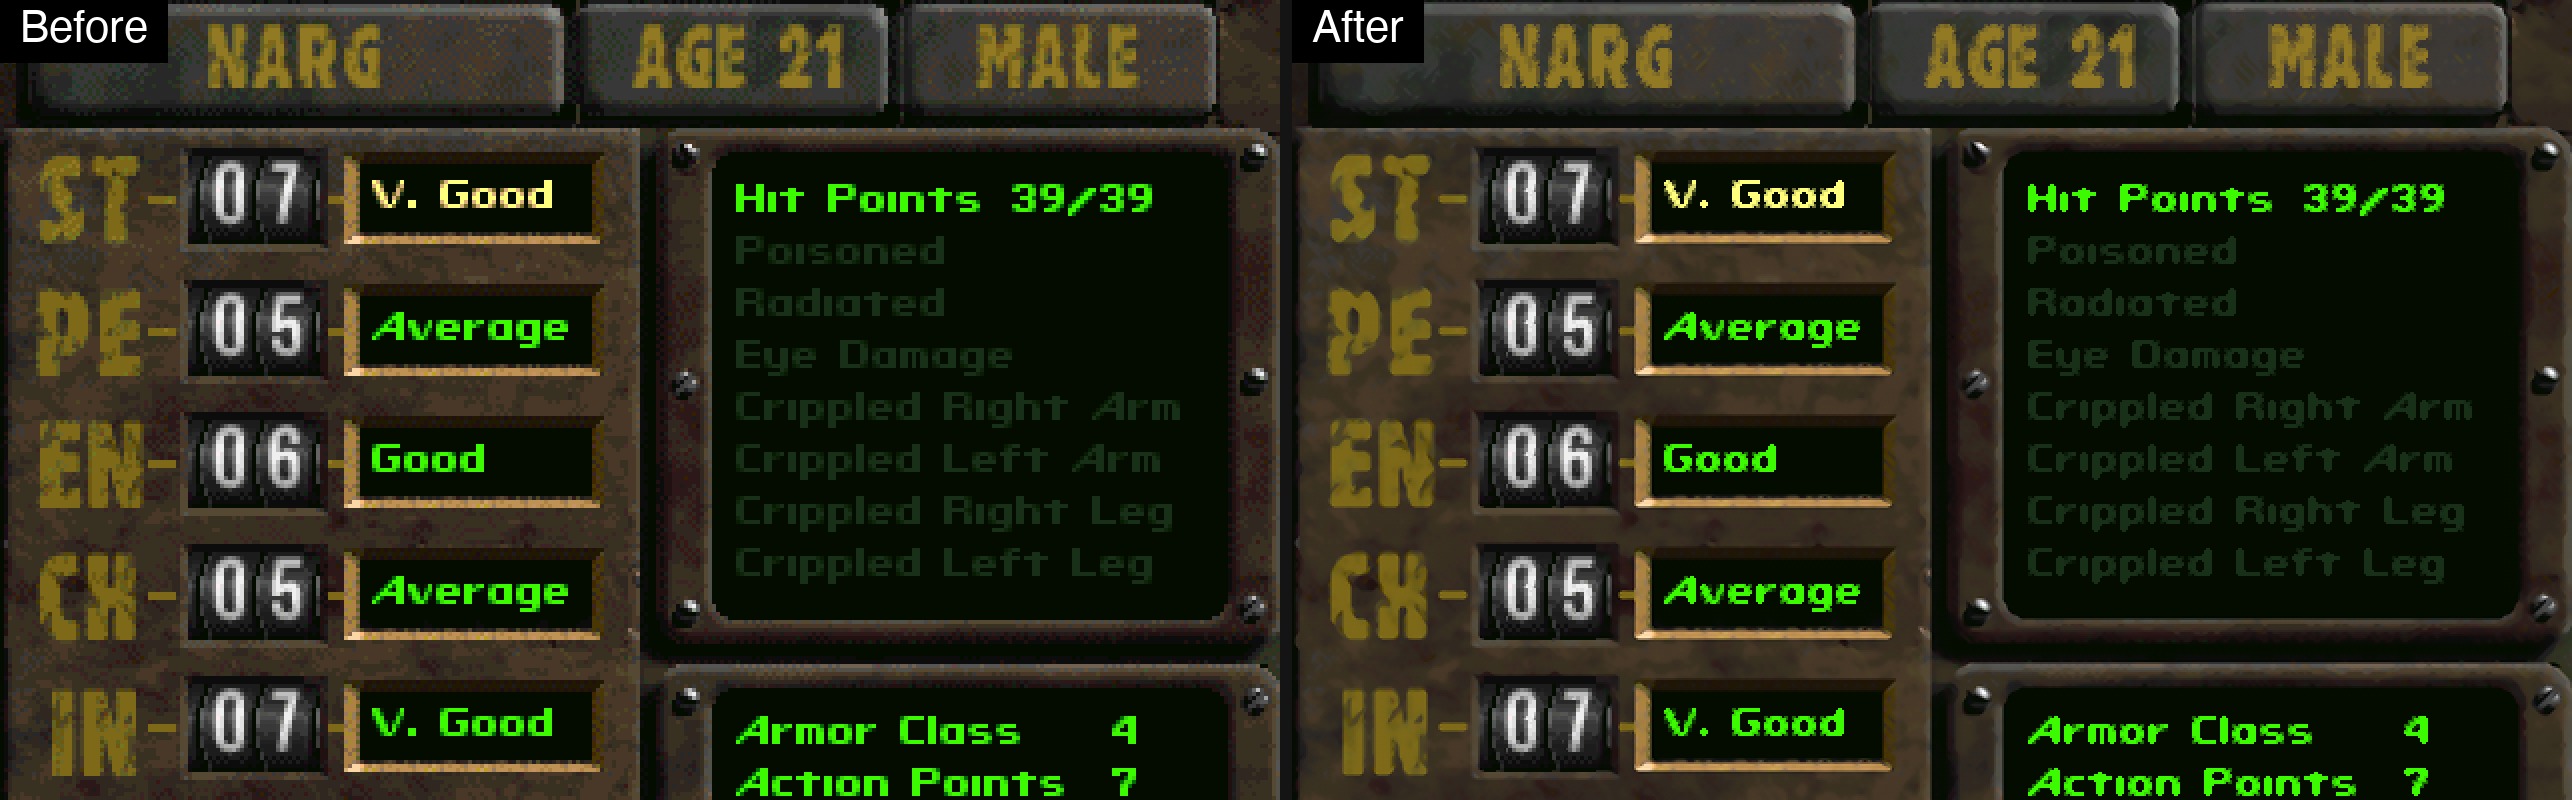 Before
NARG AGE 21 MALE
ST 07 V. Good
PE 05 Average
EN 06 Good
CH 05 Average
IN 07 V. Good
Hit Points 39/39
Poisoned
Radiated
Eye Damage
Crippled Right Arm
Crippled Left Arm
Crippled Right Leg
Crippled Left Leg
Armor Class 4
Action Points 7
After
NARG AGE 21 MALE
ST 07 V. Good
PE 05 Average
EN 06 Good
CH 05 Average
IN 07 V. Good
Hit Points 39/39
Poisoned
Radiated
Eye Damage
Crippled Right Arm
Crippled Left Arm
Crippled Right Leg
Crippled Left Leg
Armor Class 4
Action Points 7